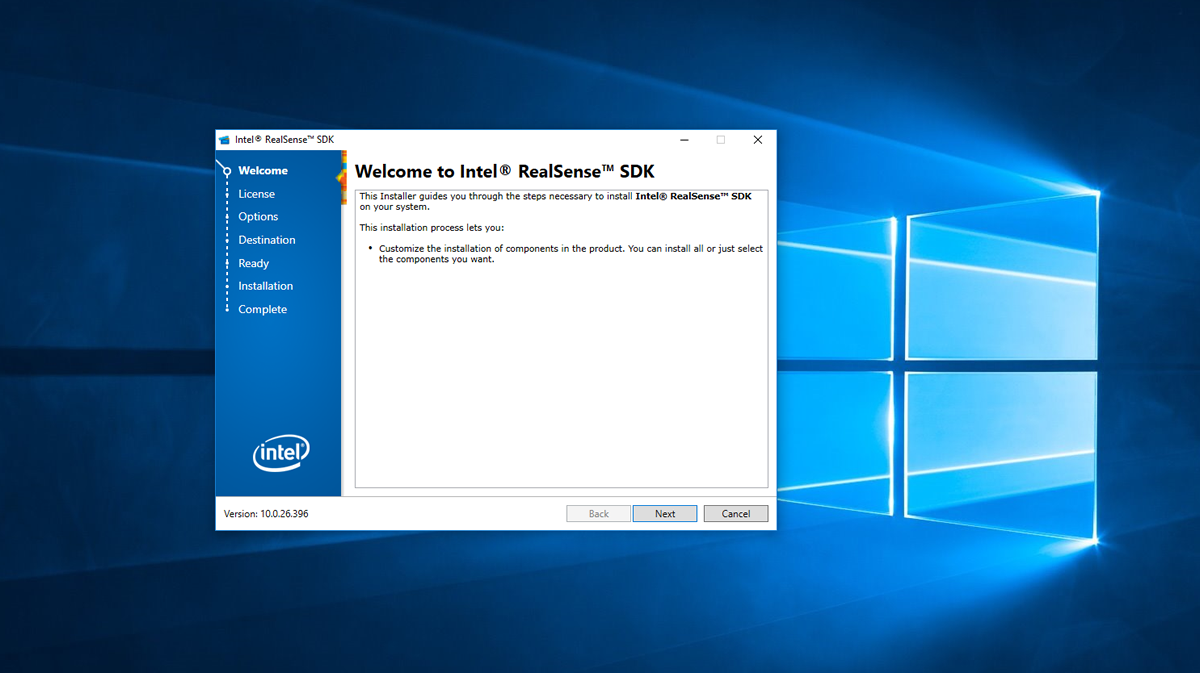 Intel® RealSense™ SDK
Welcome
License
Options
Destination
Ready
Installation
Complete
intel®
Welcome to Intel® RealSense™ SDK
This Installer guides you through the steps necessary to install Intel® RealSense™ SDK
on your system.
This installation process lets you:
• Customize the installation of components in the product. You can install all or just select
the components you want.
Version: 10.0.26.396
Back
Next
Cancel